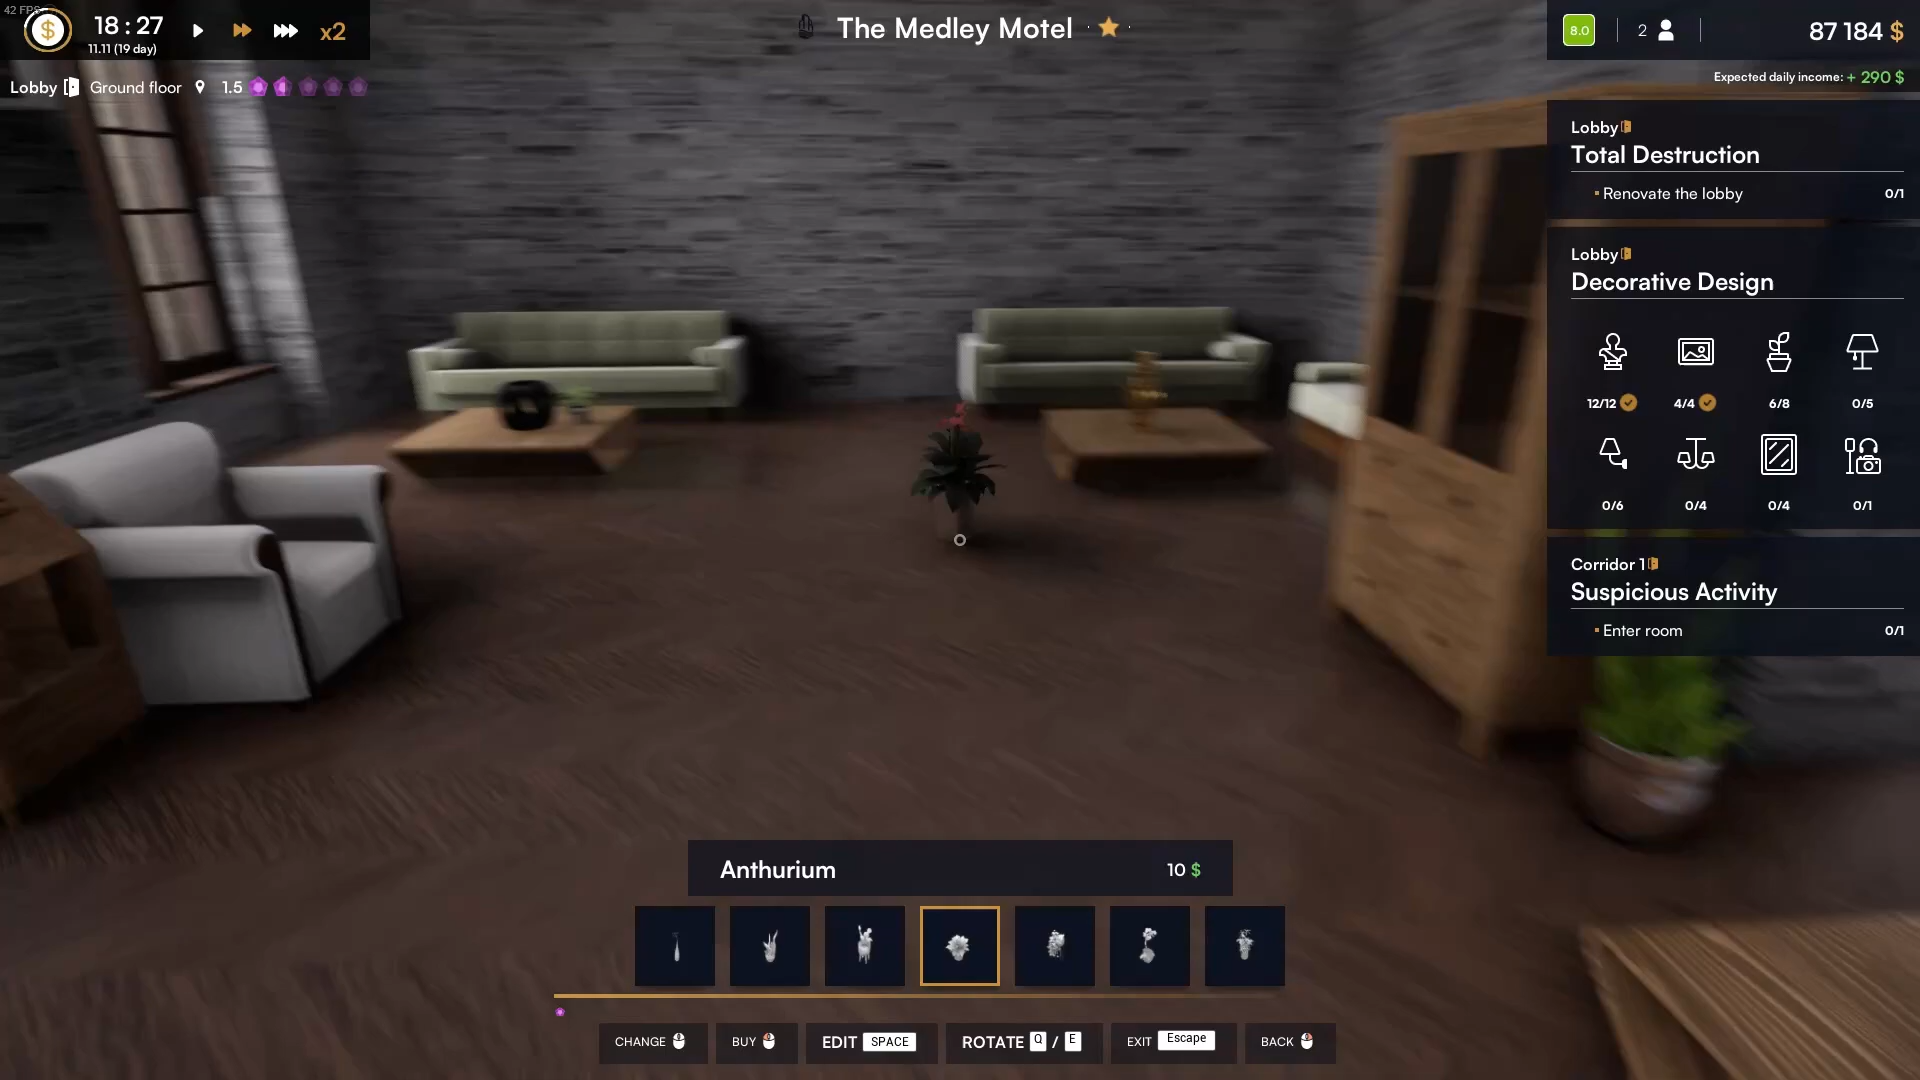 42 FPS
$ 18 : 27 x2
11.11 (19 day)
Lobby Ground floor 1.5
The Medley Motel
8.0 2 87 184 $
Expected daily income: + 290 $
Lobby
Total Destruction
Renovate the lobby 0/1
Lobby
Decorative Design
12/12 4/4 6/8 0/5
0/6 0/4 0/4 0/1
Corridor 1
Suspicious Activity
Enter room 0/1
Anthurium 10 $
CHANGE BUY EDIT SPACE ROTATE Q / E EXIT Escape BACK